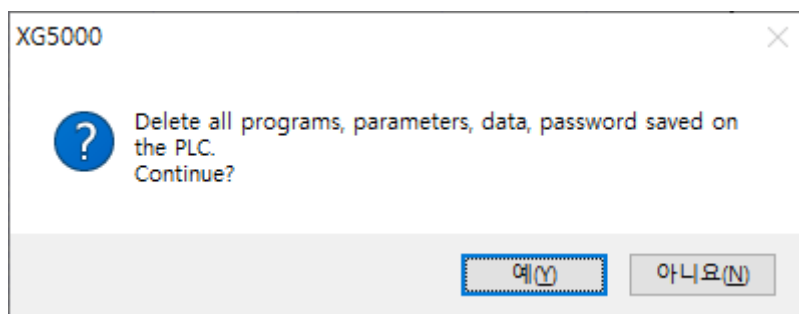 XG5000
Delete all programs, parameters, data, password saved on
the PLC.
Continue?
예(Y)
아니요(N)